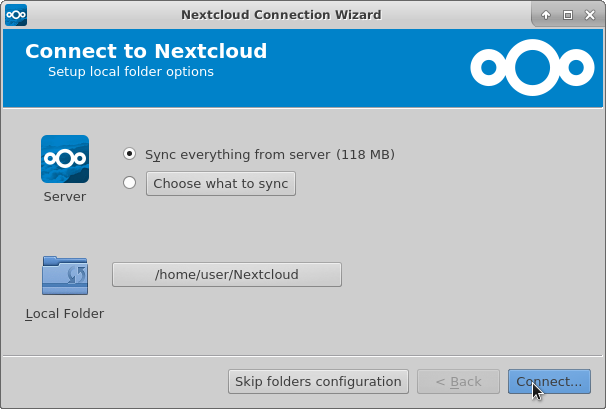 Nextcloud Connection Wizard
Connect to Nextcloud
Setup local folder options
Sync everything from server (118 MB)
Choose what to sync
Server
/home/user/Nextcloud
Local Folder
Skip folders configuration
< Back
Connect...